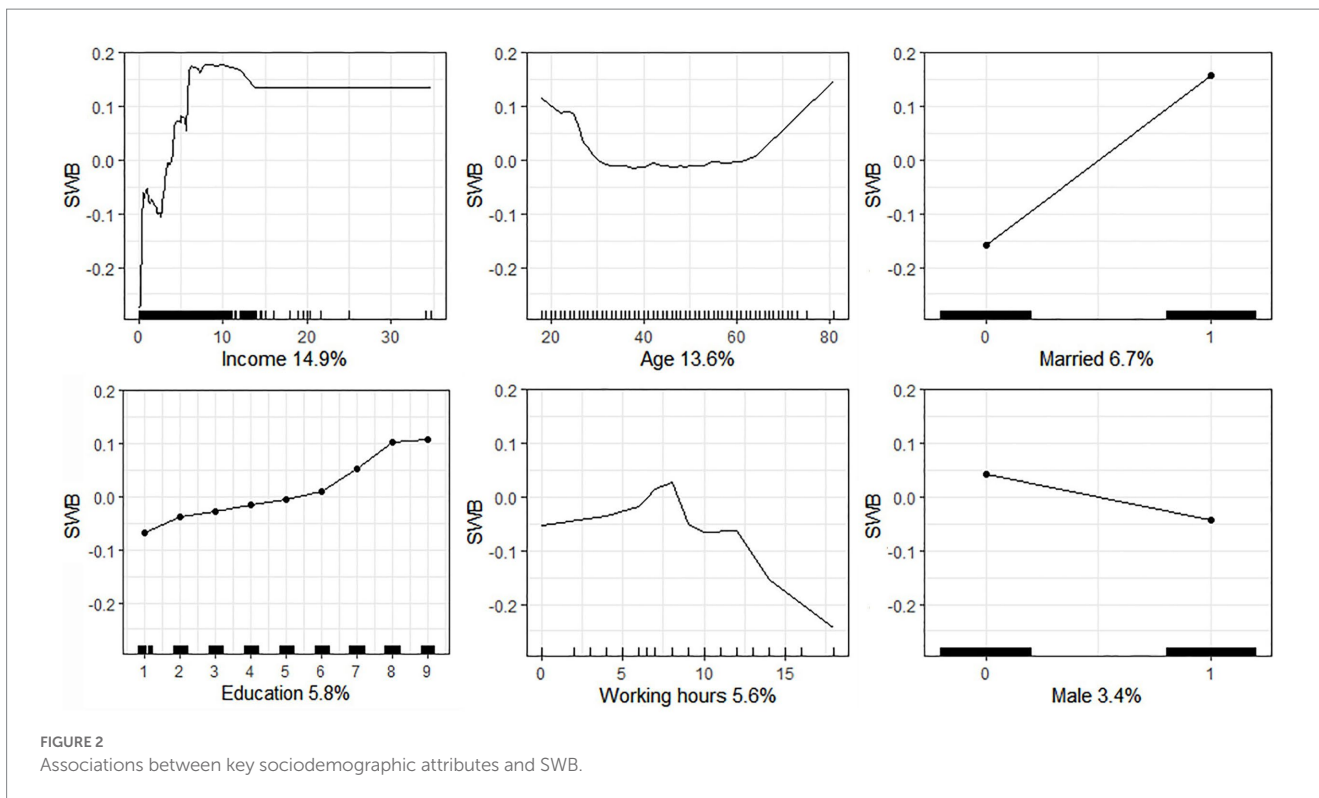 0.2
0.1
0.0
-0.1
-0.2
SWB
0 10 20 30
Income 14.9%
0.2
0.1
0.0
-0.1
-0.2
SWB
20 40 60 80
Age 13.6%
0.2
0.1
0.0
-0.1
-0.2
SWB
0 1
Married 6.7%
0.2
0.1
0.0
-0.1
-0.2
SWB
1 2 3 4 5 6 7 8 9
Education 5.8%
0.2
0.1
0.0
-0.1
-0.2
SWB
0 5 10 15
Working hours 5.6%
0.2
0.1
0.0
-0.1
-0.2
SWB
0 1
Male 3.4%
FIGURE 2
Associations between key sociodemographic attributes and SWB.